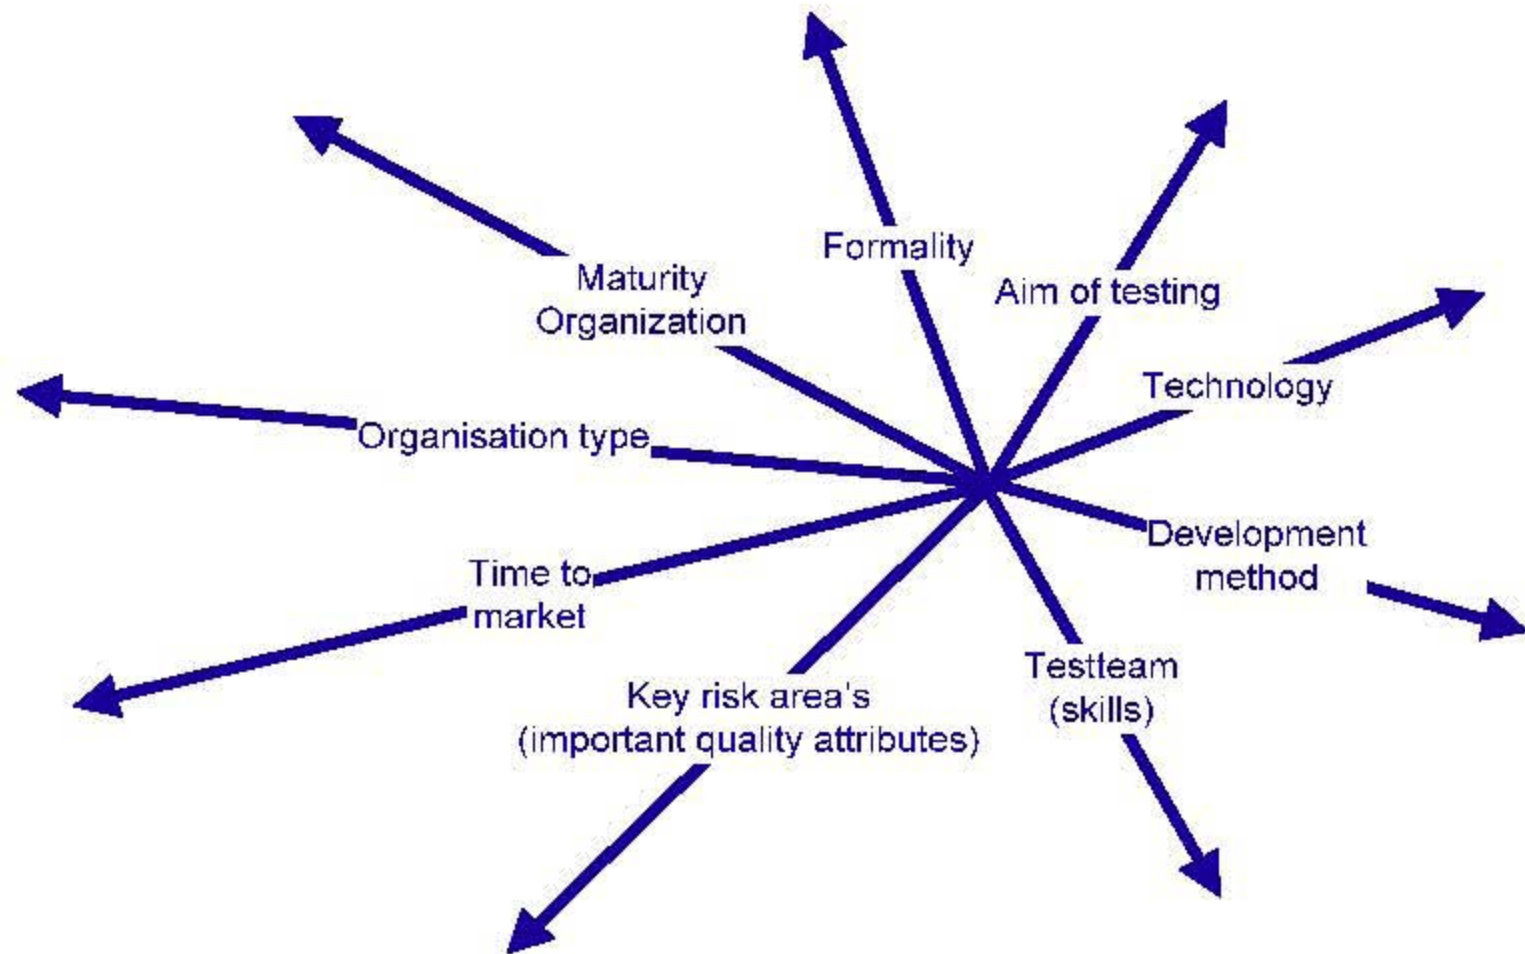 Formality
Maturity
Organization
Aim of testing
Technology
Organisation type
Development
method
Time to
market
Testteam
(skills)
Key risk area's
(important quality attributes)